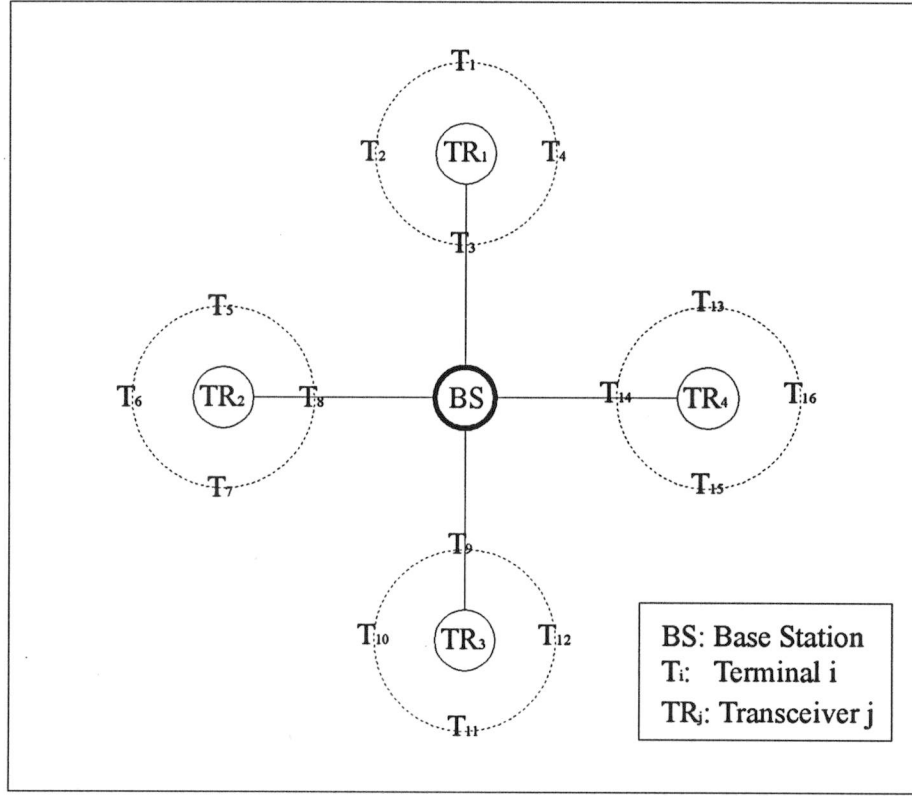 T₁
T₂ TR₁ T₄
T₃
T₅ T₁₃
T₆ TR₂ T₈ BS T₁₄ TR₄ T₁₆
T₇ T₁₅
T₉
T₁₀ TR₃ T₁₂
T₁₁
BS: Base Station
Tᵢ: Terminal i
TRⱼ: Transceiver j